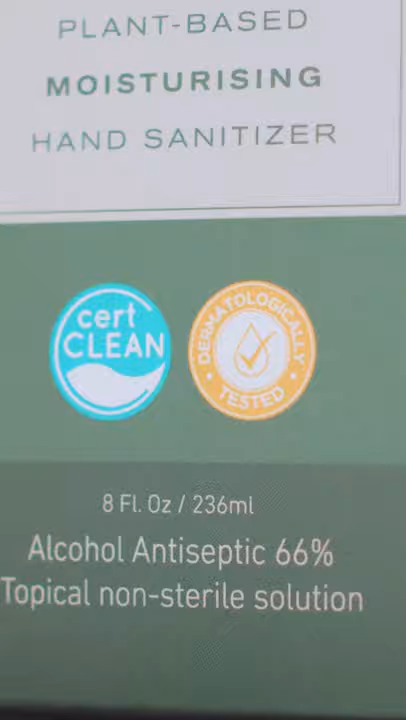 PLANT-BASED
MOISTURISING
HAND SANITIZER
cert
CLEAN
DERMATOLOGICALLY
TESTED
8 Fl. Oz / 236ml
Alcohol Antiseptic 66%
Topical non-sterile solution